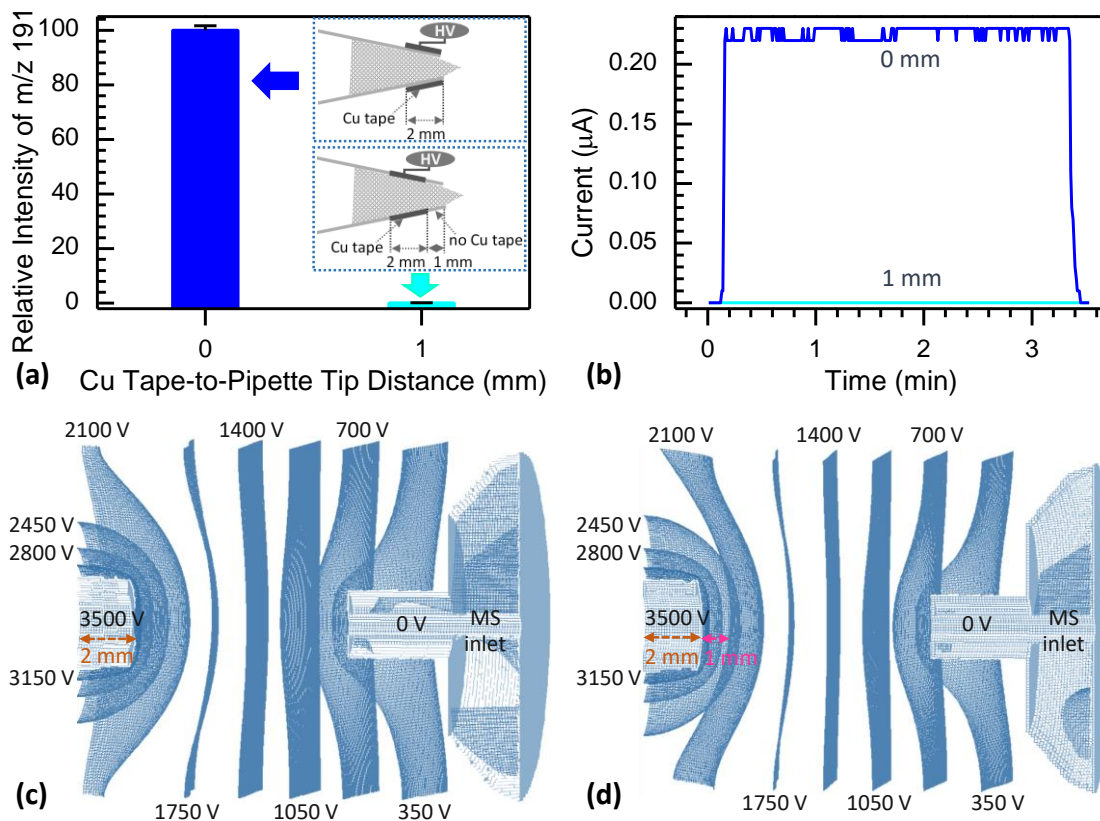 Relative Intensity of m/z 191
100
80
60
40
20
0
HV
Cu tape
2 mm
HV
Cu tape
no Cu tape
2 mm
1 mm
0
1
(a)
Cu Tape-to-Pipette Tip Distance (mm)
Current (µA)
0.20
0.15
0.10
0.05
0.00
0 mm
1 mm
0
1
2
3
(b)
Time (min)
2100 V
1400 V
700 V
2450 V
2800 V
3500 V
2 mm
3150 V
0 V
MS
inlet
(c)
1750 V
1050 V
350 V
2100 V
1400 V
700 V
2450 V
2800 V
3500 V
2 mm
1 mm
3150 V
0 V
MS
inlet
(d)
1750 V
1050 V
350 V